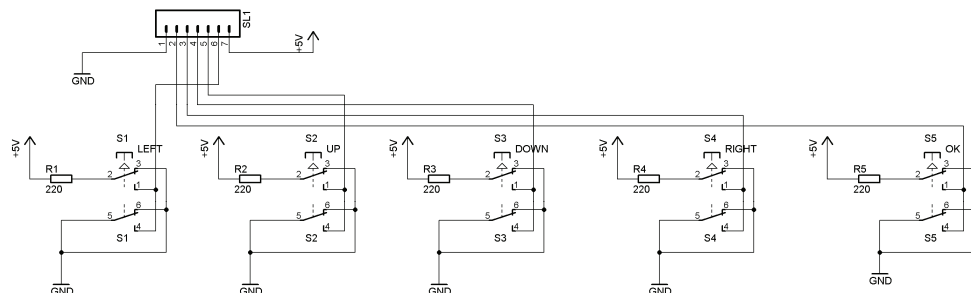 SL1
1 2 3 4 5 6 7
+5V
GND
+5V
S1
LEFT
R1
220
2
3
1
5
6
4
S1
GND
+5V
S2
UP
R2
220
2
3
1
5
6
4
S2
GND
+5V
S3
DOWN
R3
220
2
3
1
5
6
4
S3
GND
+5V
S4
RIGHT
R4
220
2
3
1
5
6
4
S4
GND
+5V
S5
OK
R5
220
2
3
1
5
6
4
S5
GND